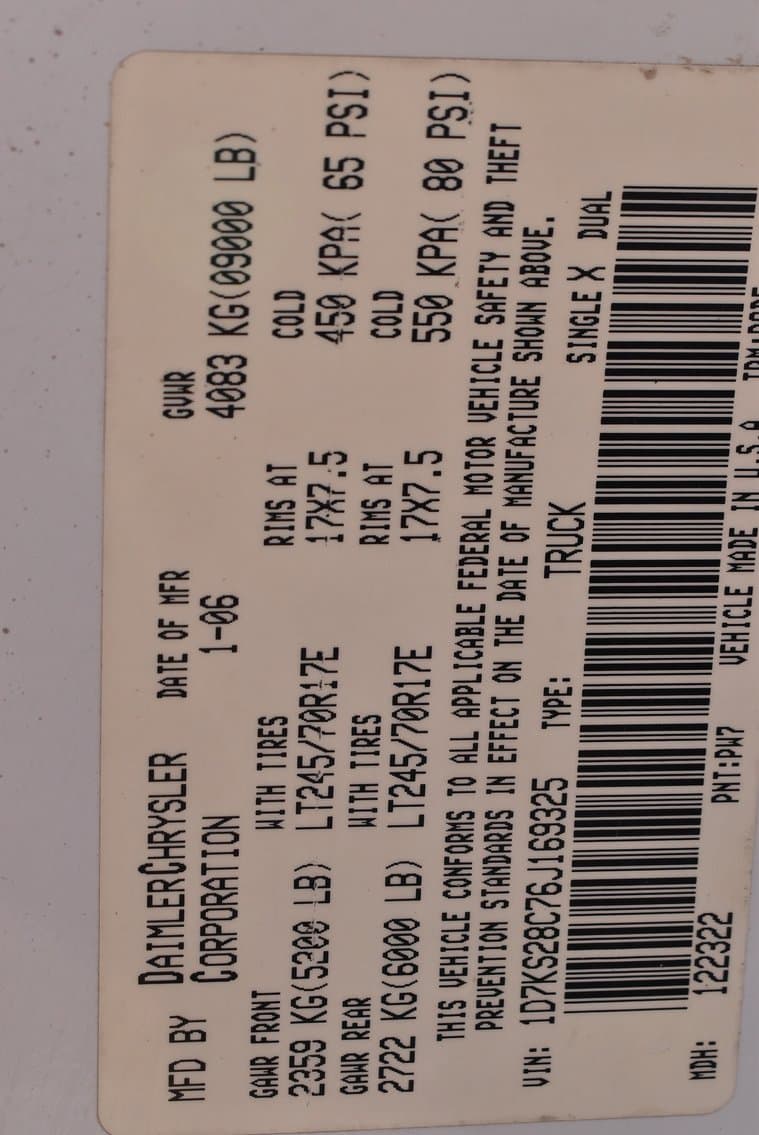 MFD BY DAIMLERCHRYSLER CORPORATION
DATE OF MFR 1-06
GVWR 4083 KG(09000 LB)
GAWR FRONT WITH TIRES RIMS AT COLD
2359 KG(5200 LB) LT245/70R17E 17X7.5 450 KPA( 65 PSI)
GAWR REAR WITH TIRES RIMS AT COLD
2722 KG(6000 LB) LT245/70R17E 17X7.5 550 KPA( 80 PSI)
THIS VEHICLE CONFORMS TO ALL APPLICABLE FEDERAL MOTOR VEHICLE SAFETY AND THEFT
PREVENTION STANDARDS IN EFFECT ON THE DATE OF MANUFACTURE SHOWN ABOVE.
VIN: 1D7KS28C76J169325 TYPE: TRUCK SINGLE X DUAL
MDH: 122322 PNT:PW7 VEHICLE MADE IN U.S.A